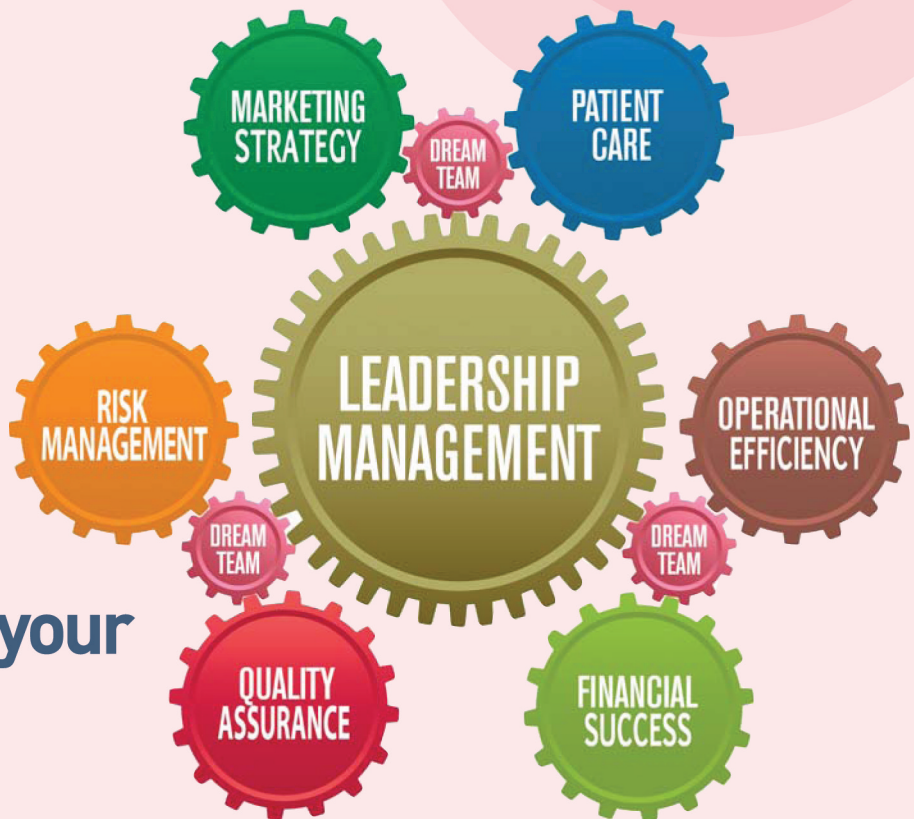 MARKETING
STRATEGY
DREAM
TEAM
PATIENT
CARE
LEADERSHIP
MANAGEMENT
RISK
MANAGEMENT
OPERATIONAL
EFFICIENCY
DREAM
TEAM
DREAM
TEAM
your
QUALITY
ASSURANCE
FINANCIAL
SUCCESS